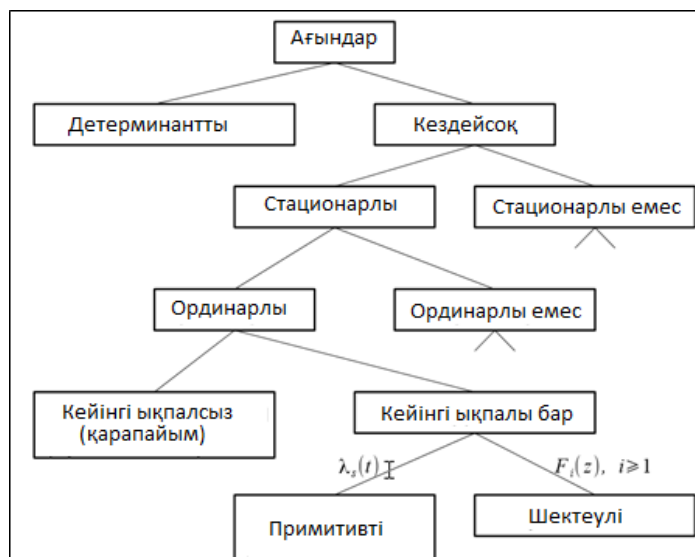 Ағындар
Детерминантты
Кездейсоқ
Стационарлы
Стационарлы емес
Ординарлы
Ординарлы емес
Кейінгі ықпалсыз
(қарапайым)
Кейінгі ықпалы бар
λₛ(t)
Fᵢ(z), i⩾1
Примитивті
Шектеулі